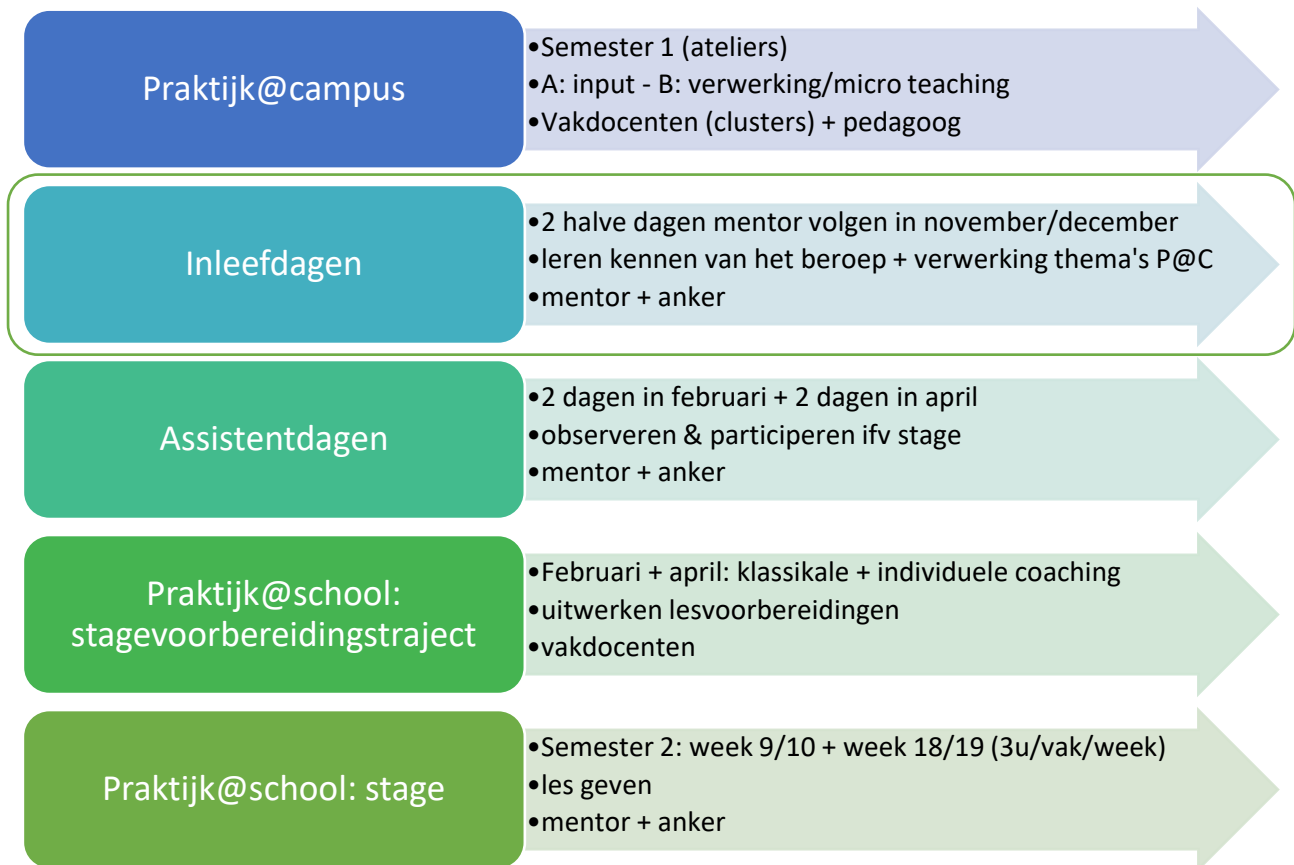 Praktijk@campus
•Semester 1 (ateliers)
•A: input - B: verwerking/micro teaching
•Vakdocenten (clusters) + pedagoog
Inleefdagen
•2 halve dagen mentor volgen in november/december
•leren kennen van het beroep + verwerking thema's P@C
•mentor + anker
Assistentdagen
•2 dagen in februari + 2 dagen in april
•observeren & participeren ifv stage
•mentor + anker
Praktijk@school:
stagevoorbereidingstraject
•Februari + april: klassikale + individuele coaching
•uitwerken lesvoorbereidingen
•vakdocenten
Praktijk@school: stage
•Semester 2: week 9/10 + week 18/19 (3u/vak/week)
•les geven
•mentor + anker